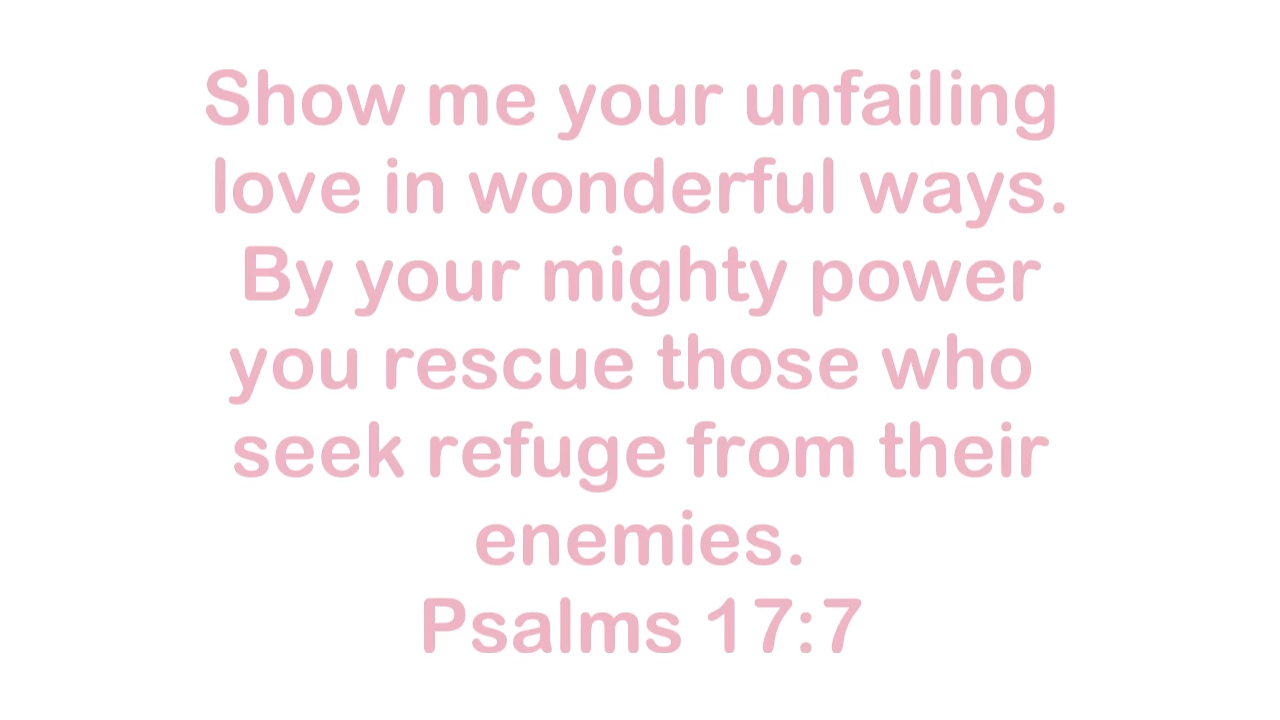 Show me your unfailing
love in wonderful ways.
By your mighty power
you rescue those who
seek refuge from their
enemies.
Psalms 17:7